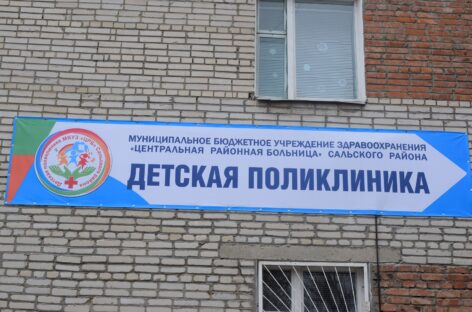 МУНИЦИПАЛЬНОЕ БЮДЖЕТНОЕ УЧРЕЖДЕНИЕ ЗДРАВООХРАНЕНИЯ
«ЦЕНТРАЛЬНАЯ РАЙОННАЯ БОЛЬНИЦА» САЛЬСКОГО РАЙОНА
ДЕТСКАЯ ПОЛИКЛИНИКА